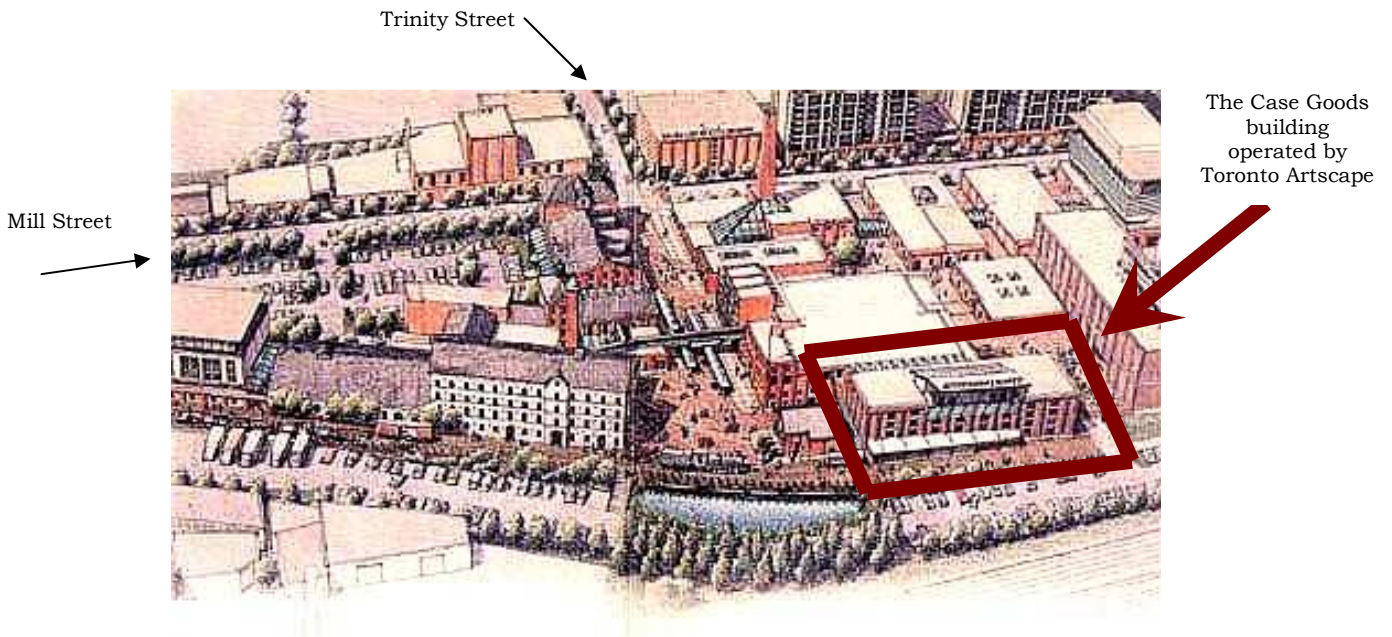 Trinity Street
The Case Goods
building
operated by
Toronto Artscape
Mill Street